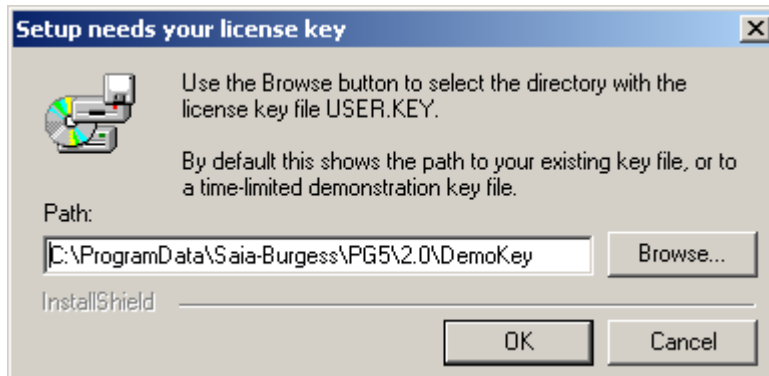 Setup needs your license key
Use the Browse button to select the directory with the
license key file USER.KEY.
By default this shows the path to your existing key file, or to
a time-limited demonstration key file.
Path:
C:\ProgramData\Saia-Burgess\PG5\2.0\DemoKey
Browse...
InstallShield
OK
Cancel